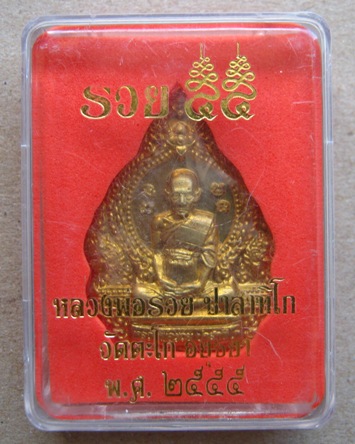 รวย ๕๕
หลวงพ่อรวย ปาสาทิโก
วัดตะโก อยุธยา
พ.ศ. ๒๕๕๕